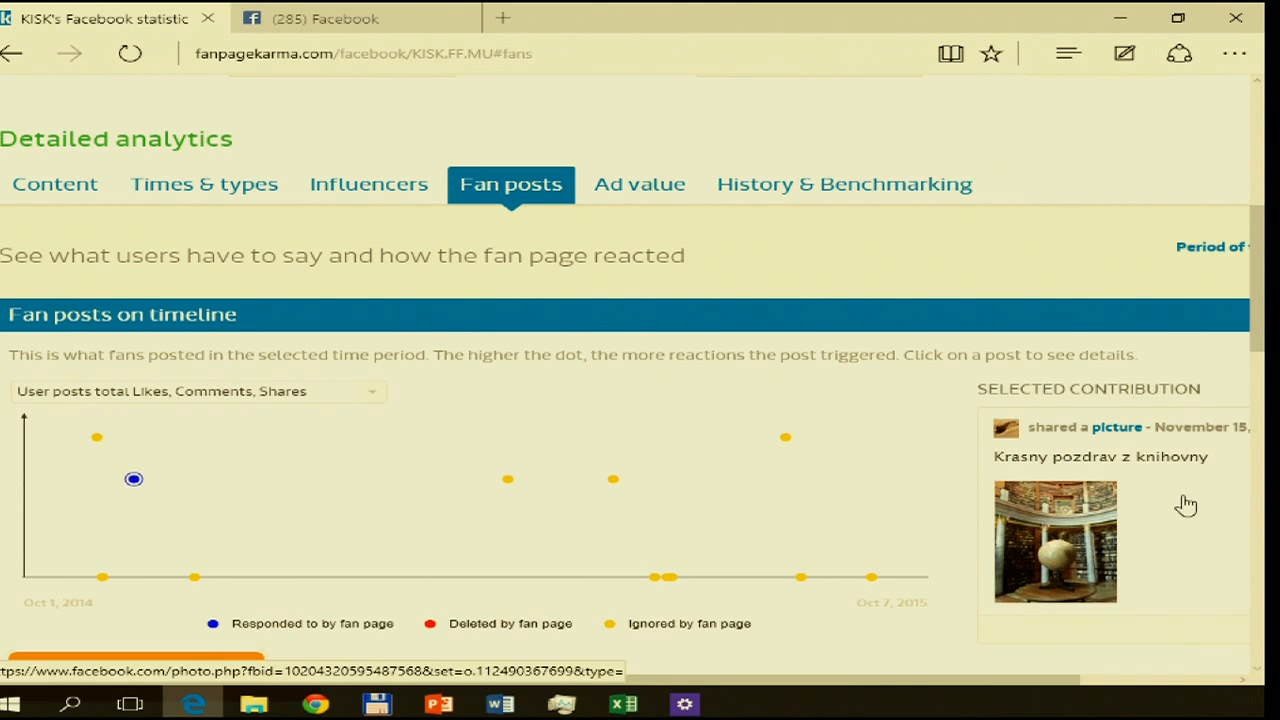 KISK's Facebook statistic
(285) Facebook
fanpagekarma.com/facebook/KISK.FF.MU#fans
Detailed analytics
Content Times & types Influencers Fan posts Ad value History & Benchmarking
See what users have to say and how the fan page reacted
Period of
Fan posts on timeline
This is what fans posted in the selected time period. The higher the dot, the more reactions the post triggered. Click on a post to see details.
User posts total Likes, Comments, Shares
SELECTED CONTRIBUTION
shared a picture - November 15,
Krasny pozdrav z knihovny
Oct 1, 2014
Oct 7, 2015
Responded to by fan page Deleted by fan page Ignored by fan page
tps://www.facebook.com/photo.php?fbid=10204320595487568&set=o.112490367699&type=